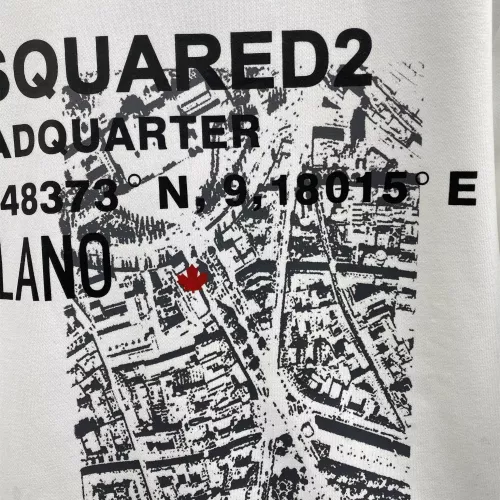 SQUARED2
ADQUARTER
48373° N, 9,18015° E
LANO